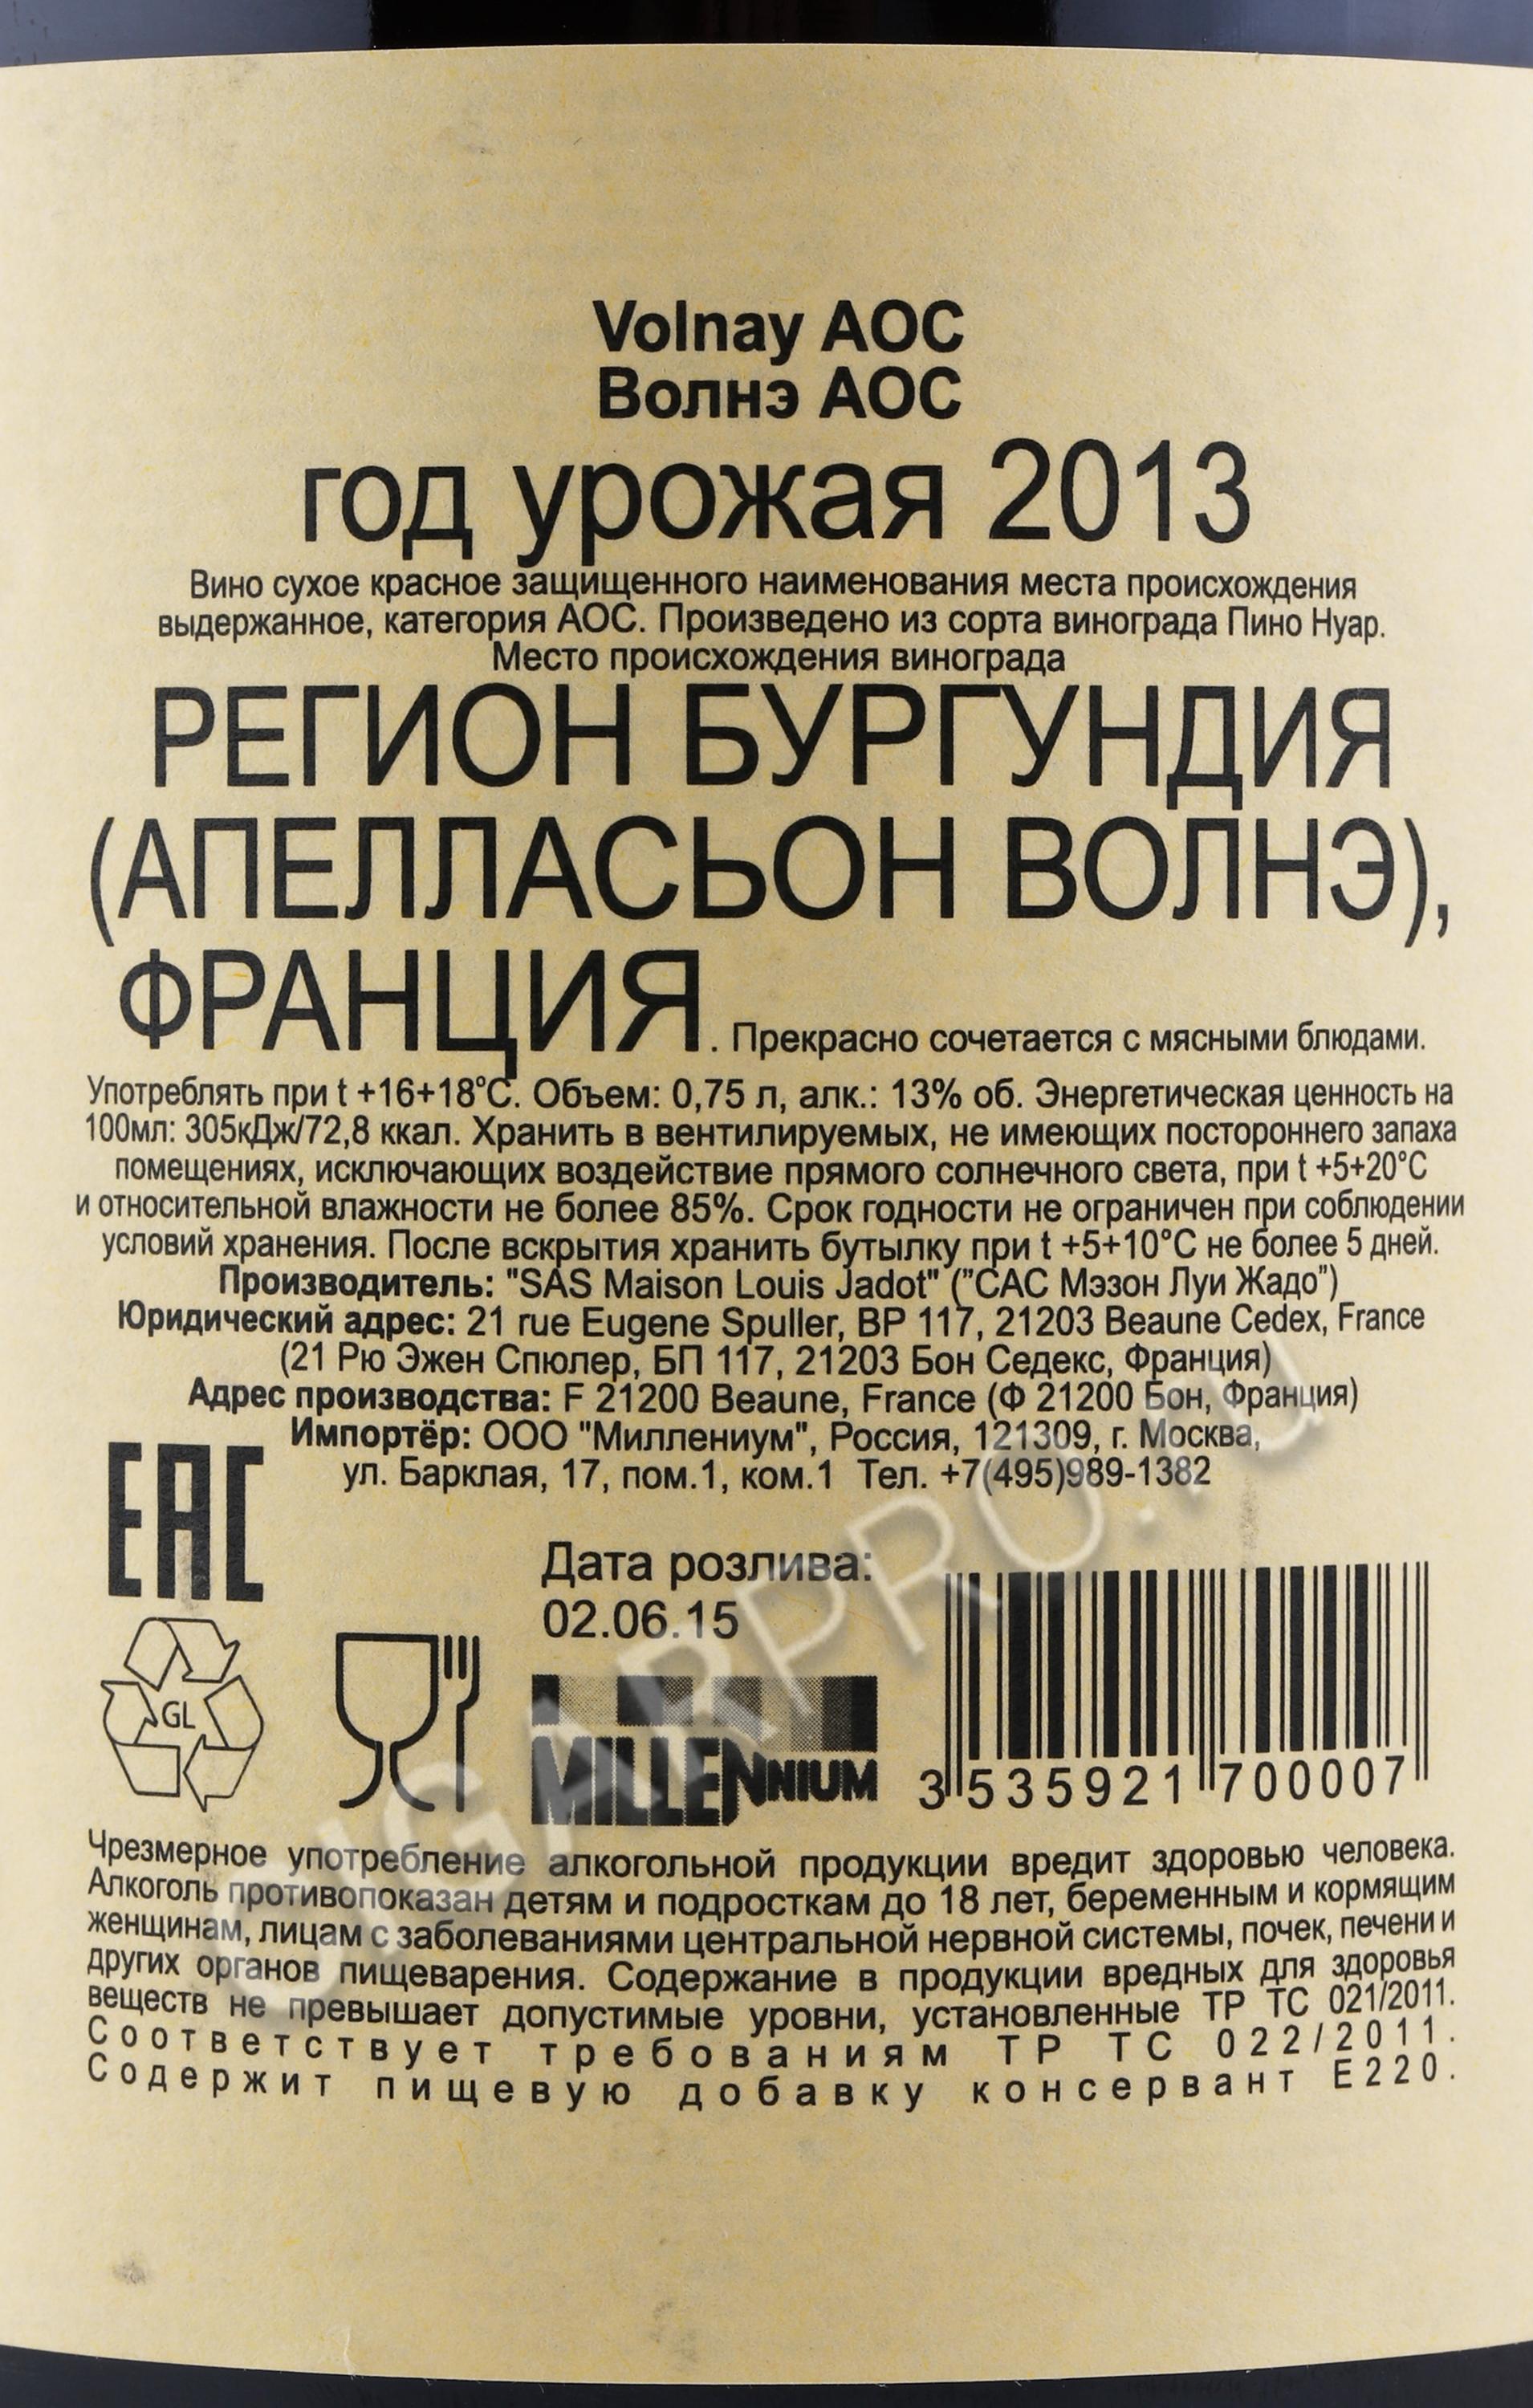 Volnay AOC
Волнэ АОС
год урожая 2013
Вино сухое красное защищенного наименования места происхождения
выдержанное, категория АОС. Произведено из сорта винограда Пино Нуар.
Место происхождения винограда
РЕГИОН БУРГУНДИЯ
(АПЕЛЛАСЬОН ВОЛНЭ),
ФРАНЦИЯ. Прекрасно сочетается с мясными блюдами.
Употреблять при t +16+18°С. Объем: 0,75 л, алк.: 13% об. Энергетическая ценность на
100мл: 305кДж/72,8 ккал. Хранить в вентилируемых, не имеющих постороннего запаха
помещениях, исключающих воздействие прямого солнечного света, при t +5+20°С
и относительной влажности не более 85%. Срок годности не ограничен при соблюдении
условий хранения. После вскрытия хранить бутылку при t +5+10°С не более 5 дней.
Производитель: "SAS Maison Louis Jadot" ("САС Мэзон Луи Жадо")
Юридический адрес: 21 rue Eugene Spuller, BP 117, 21203 Beaune Cedex, France
(21 Рю Эжен Спюлер, БП 117, 21203 Бон Седекс, Франция)
Адрес производства: F 21200 Beaune, France (Ф 21200 Бон, Франция)
Импортёр: ООО "Миллениум", Россия, 121309, г. Москва,
ул. Барклая, 17, пом.1, ком.1 Тел. +7(495)989-1382
EAC
Дата розлива:
02.06.15
GL
MILLENNIUM
3 535921 700007
Чрезмерное употребление алкогольной продукции вредит здоровью человека.
Алкоголь противопоказан детям и подросткам до 18 лет, беременным и кормящим
женщинам, лицам с заболеваниями центральной нервной системы, почек, печени и
других органов пищеварения. Содержание в продукции вредных для здоровья
веществ не превышает допустимые уровни, установленные ТР ТС 021/2011.
Соответствует требованиям ТР ТС 022/2011.
Содержит пищевую добавку консервант Е220.